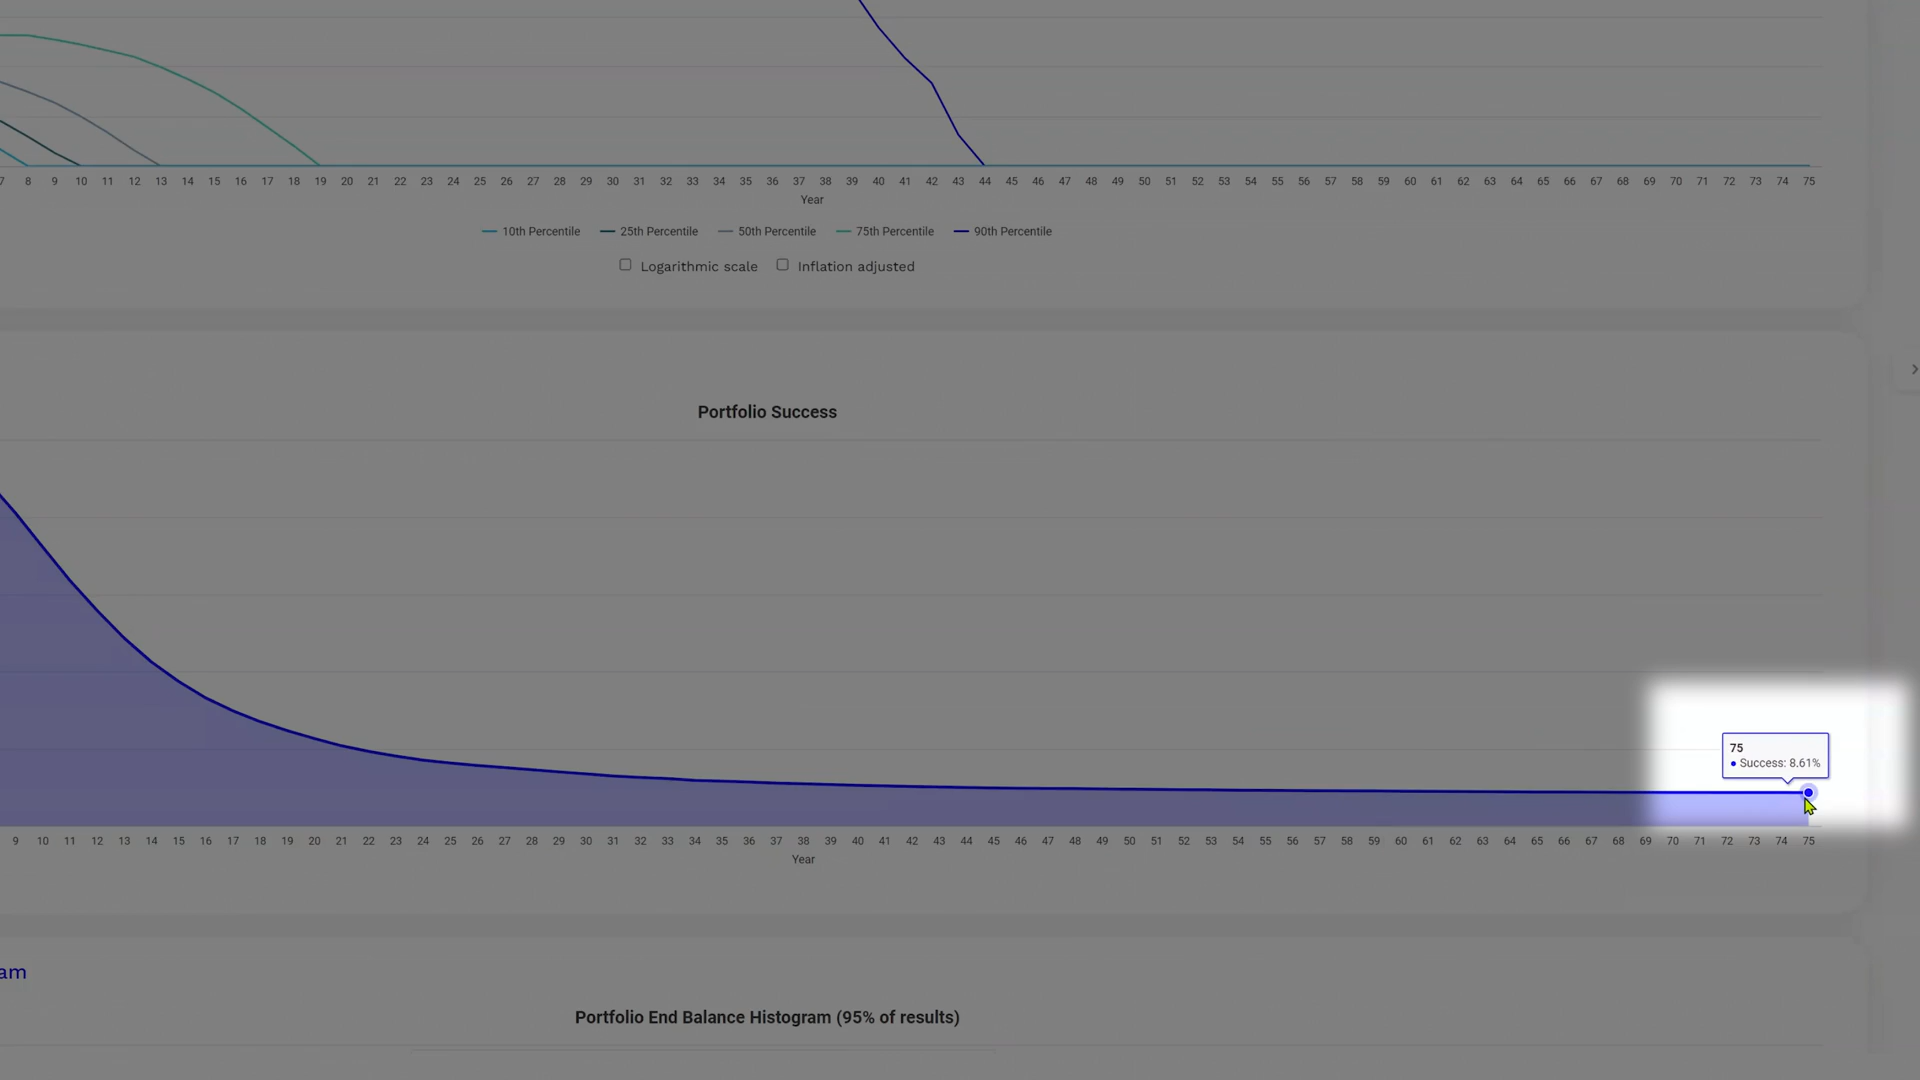 7 8 9 10 11 12 13 14 15 16 17 18 19 20 21 22 23 24 25 26 27 28 29 30 31 32 33 34 35 36 37 38 39 40 41 42 43 44 45 46 47 48 49 50 51 52 53 54 55 56 57 58 59 60 61 62 63 64 65 66 67 68 69 70 71 72 73 74 75
Year
10th Percentile 25th Percentile 50th Percentile 75th Percentile 90th Percentile
Logarithmic scale Inflation adjusted
Portfolio Success
75
Success: 8.61%
9 10 11 12 13 14 15 16 17 18 19 20 21 22 23 24 25 26 27 28 29 30 31 32 33 34 35 36 37 38 39 40 41 42 43 44 45 46 47 48 49 50 51 52 53 54 55 56 57 58 59 60 61 62 63 64 65 66 67 68 69 70 71 72 73 74 75
Year
am
Portfolio End Balance Histogram (95% of results)